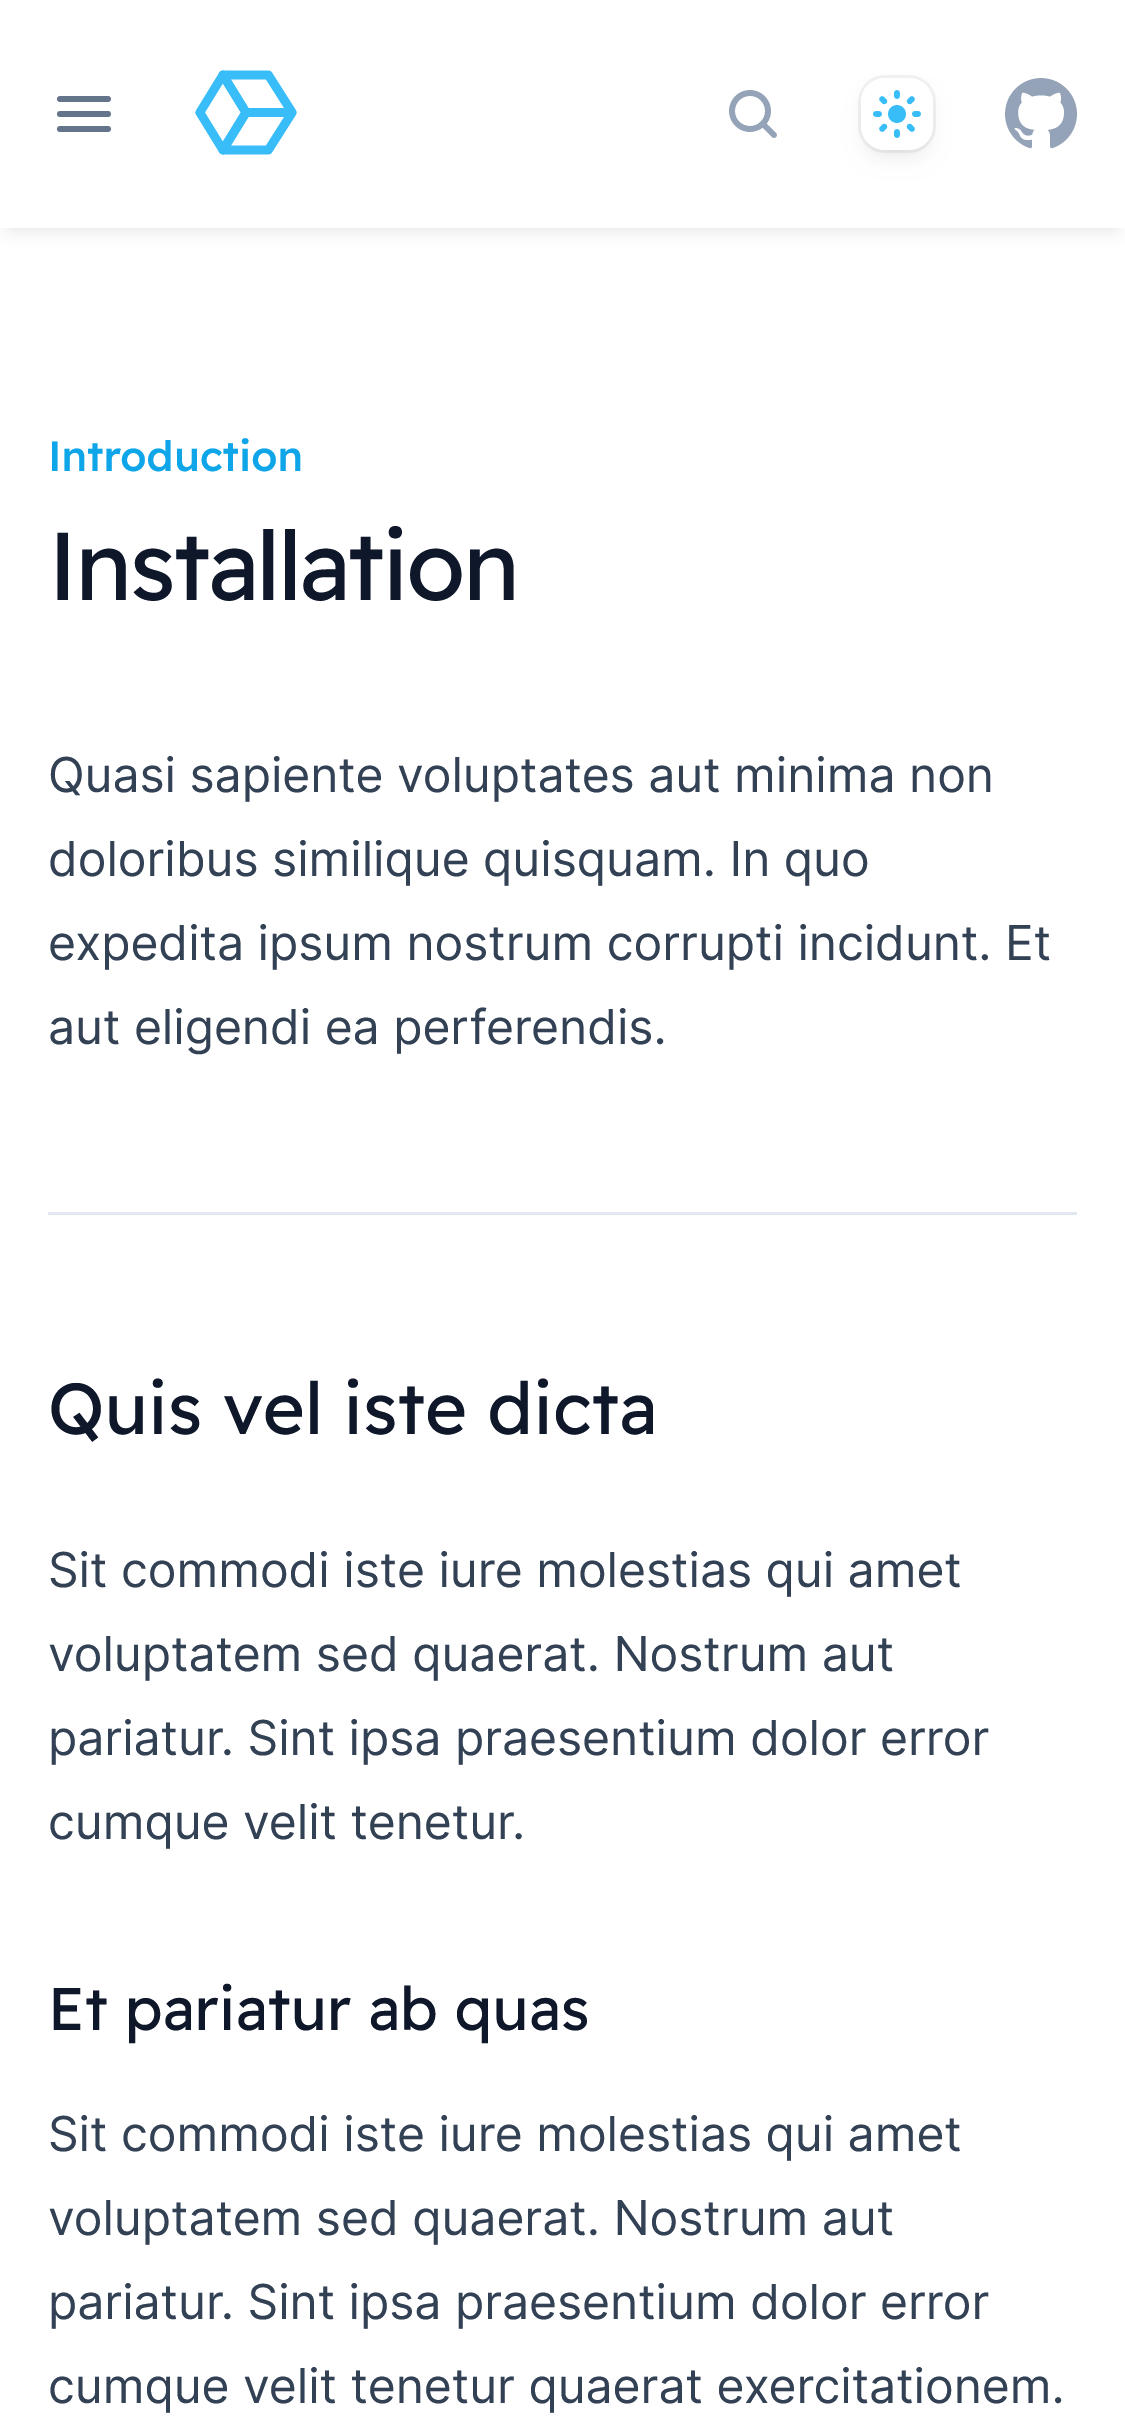 Introduction
Installation
Quasi sapiente voluptates aut minima non
doloribus similique quisquam. In quo
expedita ipsum nostrum corrupti incidunt. Et
aut eligendi ea perferendis.
Quis vel iste dicta
Sit commodi iste iure molestias qui amet
voluptatem sed quaerat. Nostrum aut
pariatur. Sint ipsa praesentium dolor error
cumque velit tenetur.
Et pariatur ab quas
Sit commodi iste iure molestias qui amet
voluptatem sed quaerat. Nostrum aut
pariatur. Sint ipsa praesentium dolor error
cumque velit tenetur quaerat exercitationem.